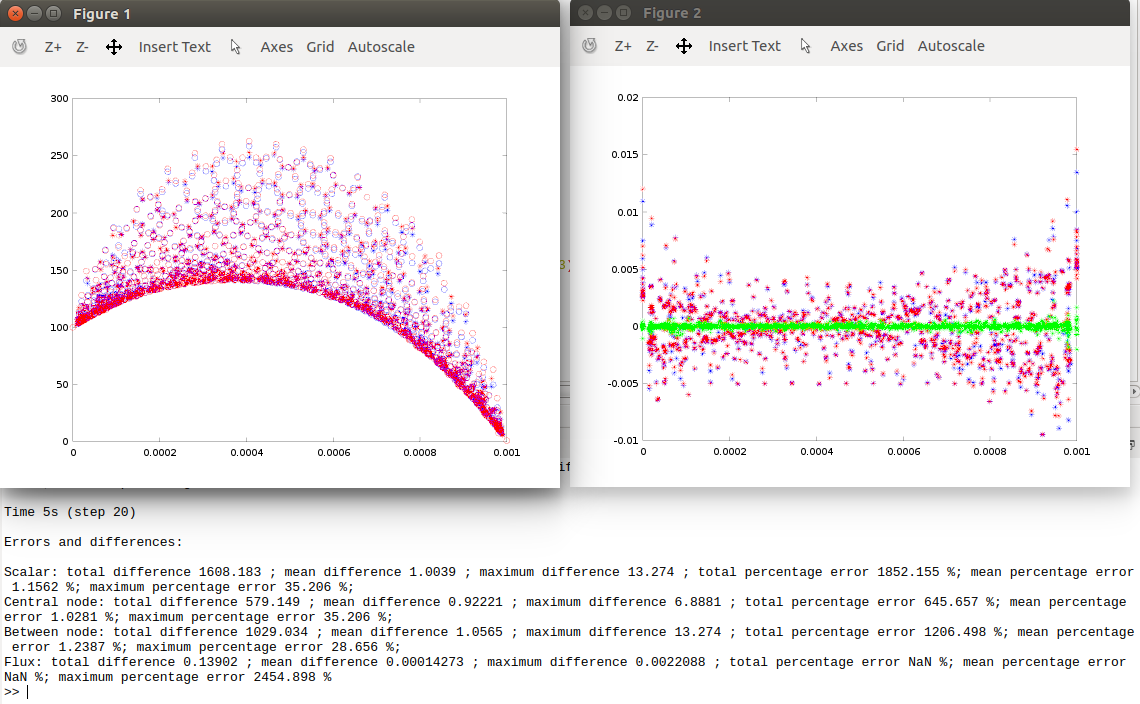 Figure 1
Z+ Z- Insert Text Axes Grid Autoscale
300
250
200
150
100
50
0
0 0.0002 0.0004 0.0006 0.0008 0.001
Figure 2
Z+ Z- Insert Text Axes Grid Autoscale
0.02
0.015
0.01
0.005
0
-0.005
-0.01
0 0.0002 0.0004 0.0006 0.0008 0.001
3)
if
Time 5s (step 20)
Errors and differences:
Scalar: total difference 1608.183 ; mean difference 1.0039 ; maximum difference 13.274 ; total percentage error 1852.155 %; mean percentage error
1.1562 %; maximum percentage error 35.206 %;
Central node: total difference 579.149 ; mean difference 0.92221 ; maximum difference 6.8881 ; total percentage error 645.657 %; mean percentage
error 1.0281 %; maximum percentage error 35.206 %;
Between node: total difference 1029.034 ; mean difference 1.0565 ; maximum difference 13.274 ; total percentage error 1206.498 %; mean percentage
error 1.2387 %; maximum percentage error 28.656 %;
Flux: total difference 0.13902 ; mean difference 0.00014273 ; maximum difference 0.0022088 ; total percentage error NaN %; mean percentage error
NaN %; maximum percentage error 2454.898 %
>>